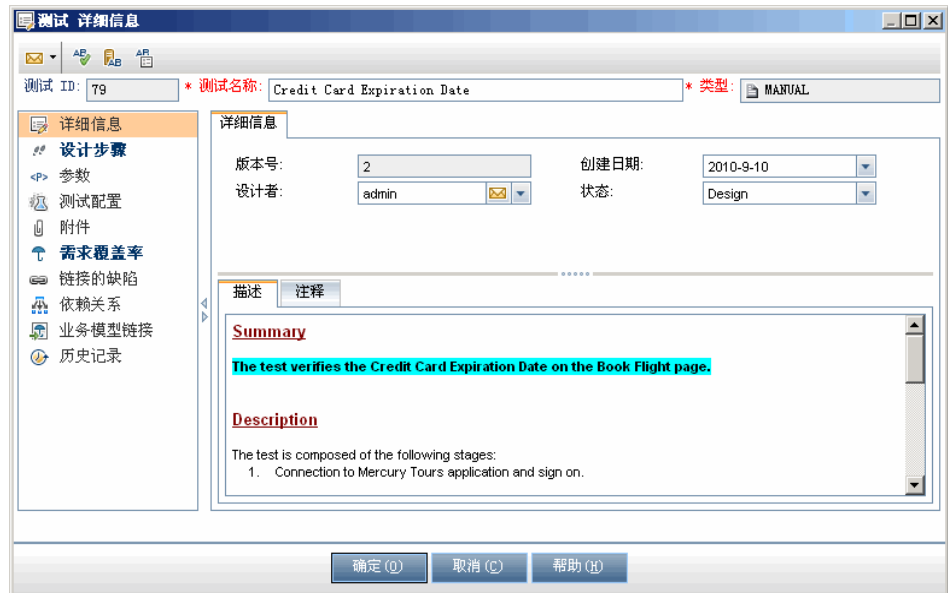 测试 详细信息
测试 ID: 79 * 测试名称: Credit Card Expiration Date * 类型: MANUAL
详细信息
设计步骤
<P> 参数
测试配置
附件
需求覆盖率
链接的缺陷
依赖关系
业务模型链接
历史记录
详细信息
版本号: 2 创建日期: 2010-9-10
设计者: admin 状态: Design
描述 注释
Summary
The test verifies the Credit Card Expiration Date on the Book Flight page.
Description
The test is composed of the following stages:
1. Connection to Mercury Tours application and sign on.
确定(O) 取消(C) 帮助(H)